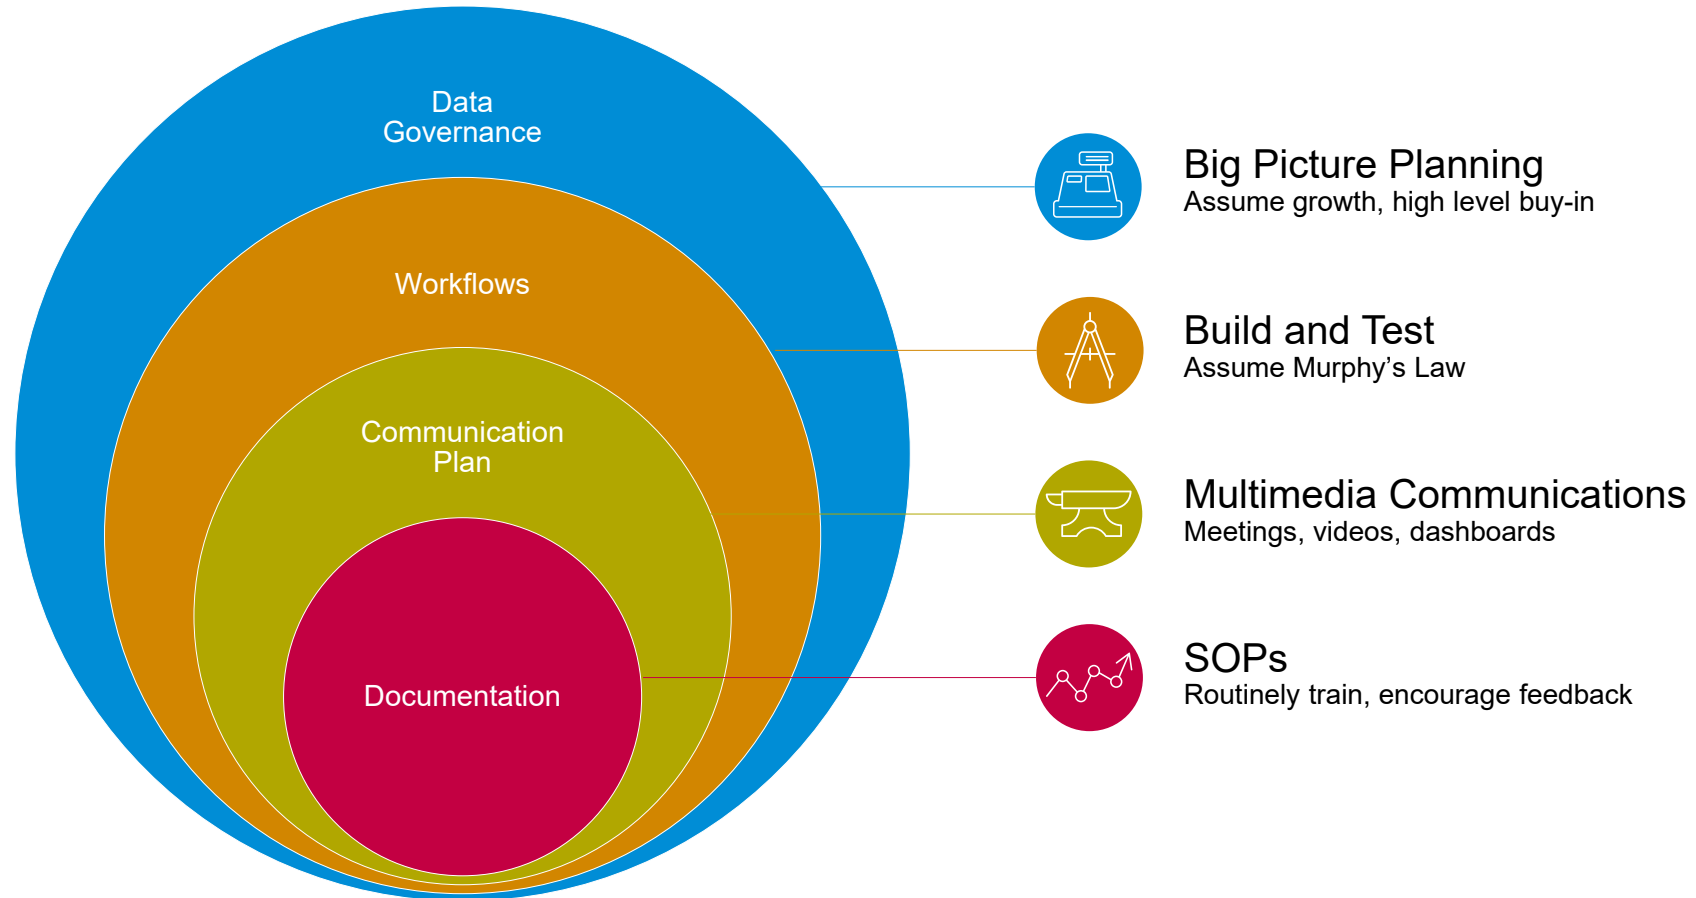 Data
Governance
Workflows
Communication
Plan
Documentation
Big Picture Planning
Assume growth, high level buy-in
Build and Test
Assume Murphy’s Law
Multimedia Communications
Meetings, videos, dashboards
SOPs
Routinely train, encourage feedback